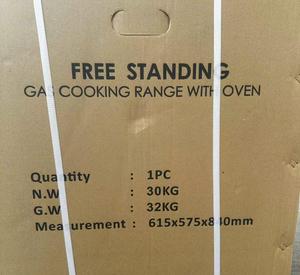 FREE STANDING
GAS COOKING RANGE WITH OVEN
Quantity : 1PC
N.W : 30KG
G.W : 32KG
Measurement : 615x575x840mm